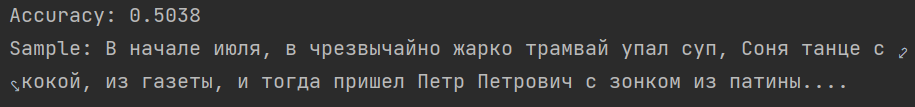 Accuracy: 0.5038
Sample: В начале июля, в чрезвычайно жарко трамвай упал суп, Соня танце с
кокой, из газеты, и тогда пришел Петр Петрович с зонком из патины....